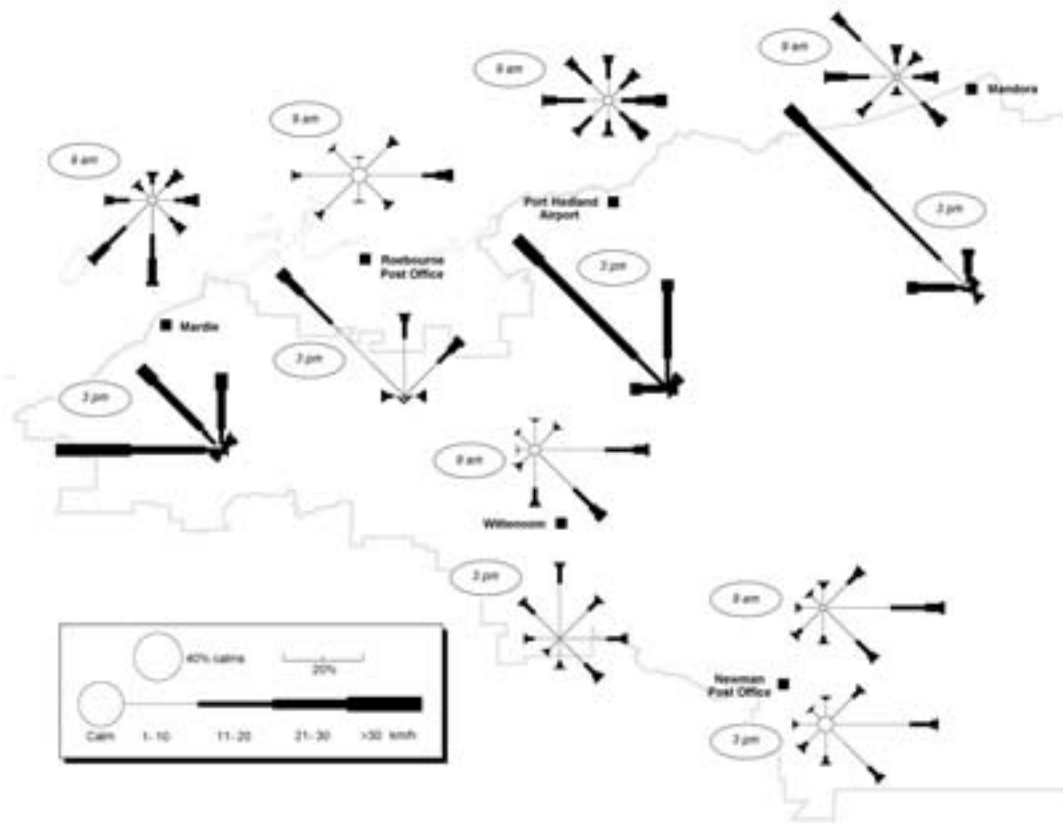 9 am
9 am
9 am
Mandora
9 am
9 am
Port Hedland
Airport
3 pm
Roebourne
Post Office
3 pm
Mardie
3 pm
3 pm
9 am
Wittenoom
3 pm
9 am
40% calms
20%
Newman
Post Office
Calm 1- 10 11- 20 21- 30 >30 km/h
3 pm